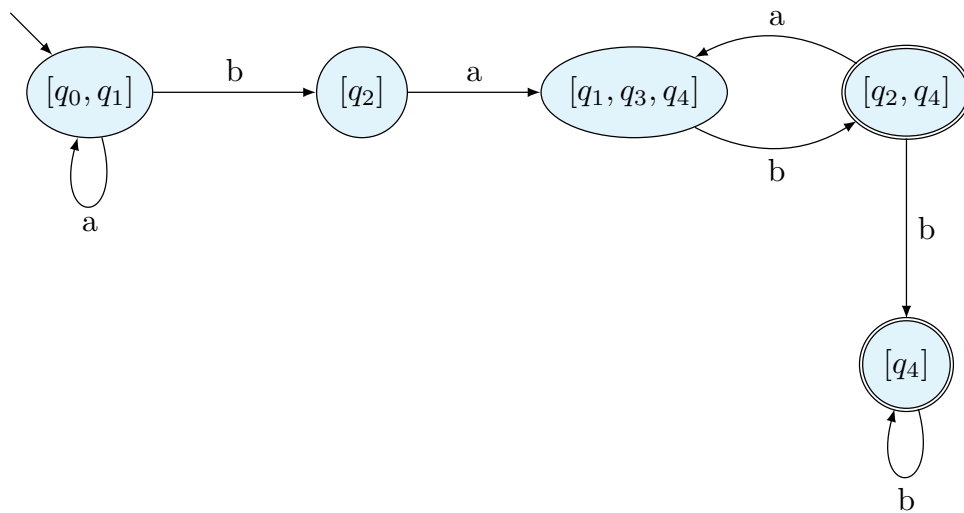 a
[q₀, q₁] b [q₂] a [q₁, q₃, q₄] [q₂, q₄]
b
a
b
[q₄]
b